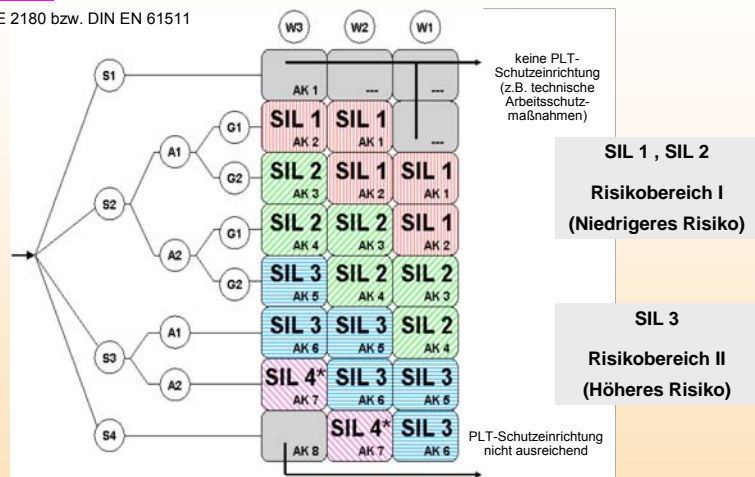 E 2180 bzw. DIN EN 61511
W3 W2 W1
S1
AK 1 --- ---
keine PLT-
Schutzeinrichtung
(z.B. technische
Arbeitsschutz-
maßnahmen)
S2 A1 G1
SIL 1 SIL 1
AK 2 AK 1 ---
G2
SIL 2 SIL 1 SIL 1
AK 3 AK 2 AK 1
A2 G1
SIL 2 SIL 2 SIL 1
AK 4 AK 3 AK 2
G2
SIL 3 SIL 2 SIL 2
AK 5 AK 4 AK 3
S3 A1
SIL 3 SIL 3 SIL 2
AK 6 AK 5 AK 4
A2
SIL 4* SIL 3 SIL 3
AK 7 AK 6 AK 5
S4
SIL 4* SIL 3
AK 8 AK 7 AK 6
PLT-Schutzeinrichtung
nicht ausreichend
SIL 1 , SIL 2
Risikobereich I
(Niedrigeres Risiko)
SIL 3
Risikobereich II
(Höheres Risiko)